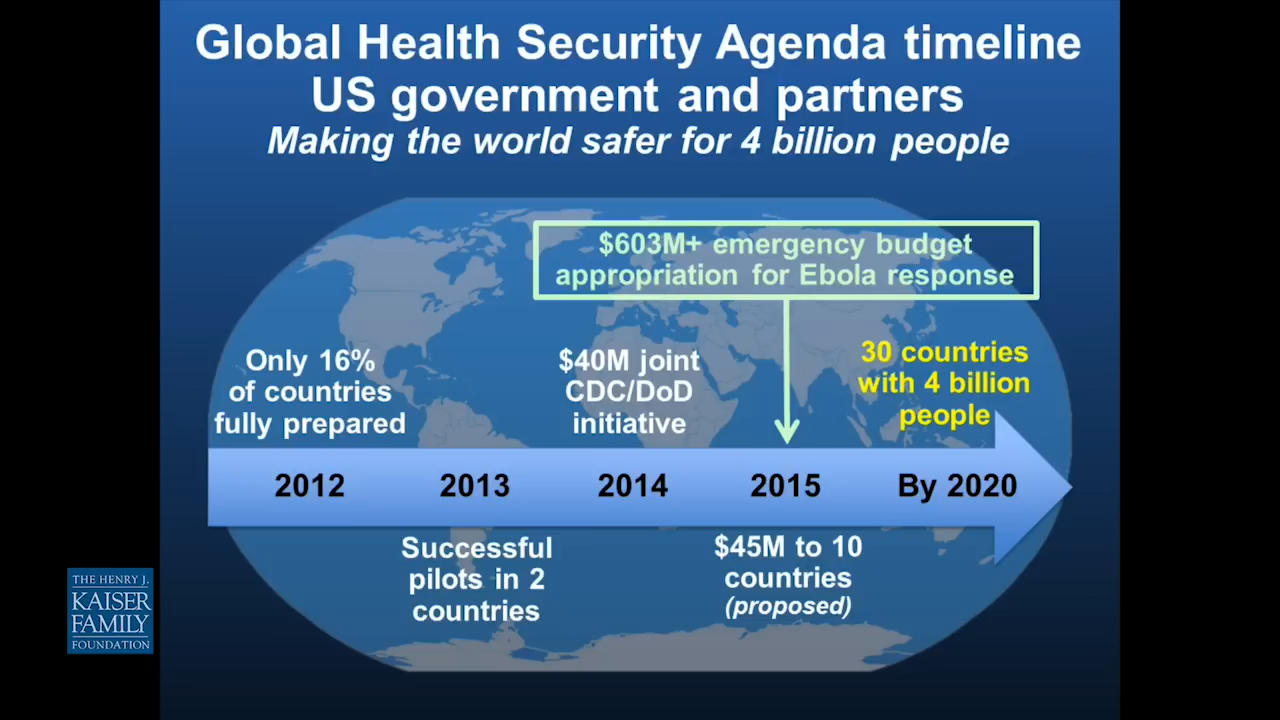 Global Health Security Agenda timeline
US government and partners
Making the world safer for 4 billion people
$603M+ emergency budget
appropriation for Ebola response
Only 16%
of countries
fully prepared
$40M joint
CDC/DoD
initiative
30 countries
with 4 billion
people
2012
2013
2014
2015
By 2020
Successful
pilots in 2
countries
$45M to 10
countries
(proposed)
THE HENRY J.
KAISER
FAMILY
FOUNDATION